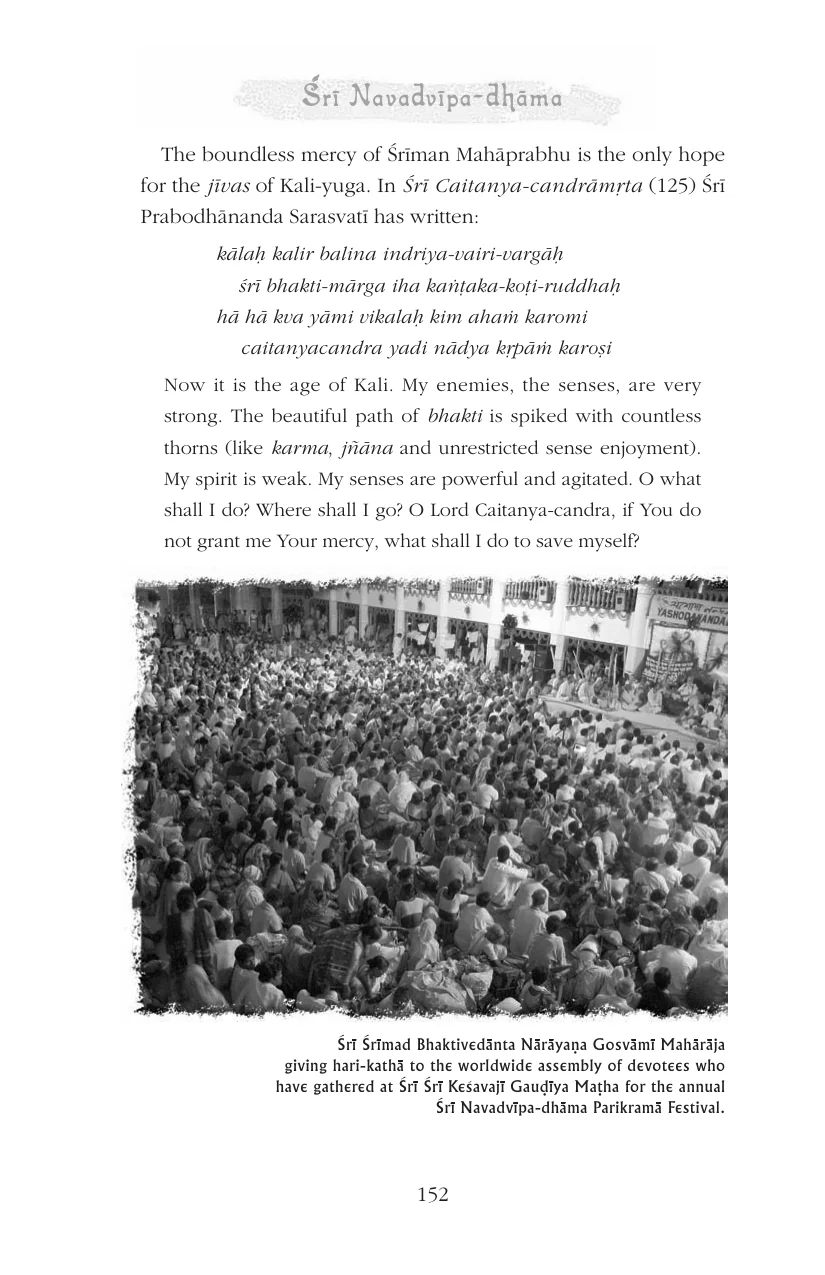 Śrī Navadvīpa-dhāma
The boundless mercy of Śrīman Mahāprabhu is the only hope
for the jīvas of Kali-yuga. In Śrī Caitanya-candrāmṛta (125) Śrī
Prabodhānanda Sarasvatī has written:
kālaḥ kalir balina indriya-vairi-vargāḥ
śrī bhakti-mārga iha kaṅṭaka-koṭi-ruddhaḥ
hā hā kva yāmi vikalaḥ kim ahaṁ karomi
caitanyacandra yadi nādya kṛpāṁ karoṣi
Now it is the age of Kali. My enemies, the senses, are very
strong. The beautiful path of bhakti is spiked with countless
thorns (like karma, jñāna and unrestricted sense enjoyment).
My spirit is weak. My senses are powerful and agitated. O what
shall I do? Where shall I go? O Lord Caitanya-candra, if You do
not grant me Your mercy, what shall I do to save myself?
Śrī Śrīmad Bhaktivedānta Nārāyaṇa Gosvāmī Mahārāja
giving hari-kathā to the worldwide assembly of devotees who
have gathered at Śrī Śrī Keśavajī Gauḍīya Maṭha for the annual
Śrī Navadvīpa-dhāma Parikramā Festival.
152